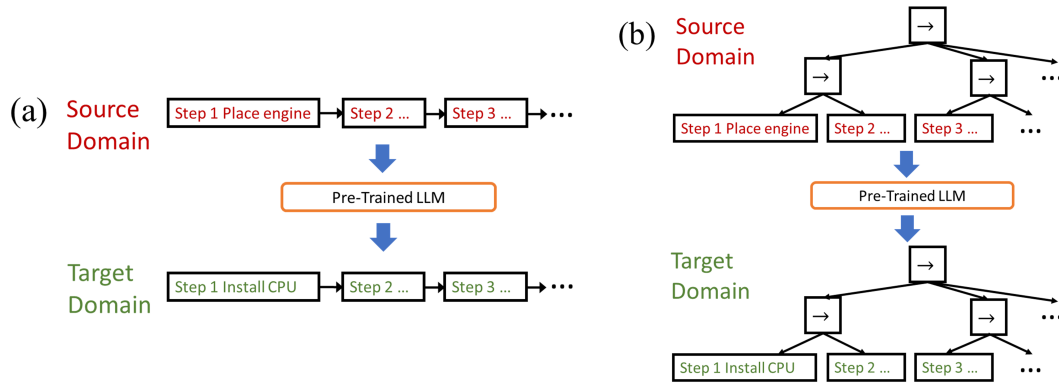 (a)
Source
Domain
Step 1 Place engine
Step 2 ...
Step 3 ...
...
Pre-Trained LLM
Target
Domain
Step 1 Install CPU
Step 2 ...
Step 3 ...
...
(b)
Source
Domain
→
→
→
...
Step 1 Place engine
Step 2 ...
Step 3 ...
...
Pre-Trained LLM
Target
Domain
→
→
→
...
Step 1 Install CPU
Step 2 ...
Step 3 ...
...